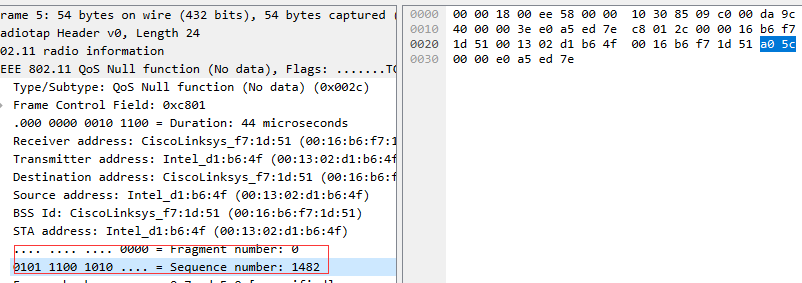 rame 5: 54 bytes on wire (432 bits), 54 bytes captured (
adiotap Header v0, Length 24
02.11 radio information
EEE 802.11 QoS Null function (No data), Flags: .......TC
Type/Subtype: QoS Null function (No data) (0x002c)
Frame Control Field: 0xc801
.000 0000 0010 1100 = Duration: 44 microseconds
Receiver address: CiscoLinksys_f7:1d:51 (00:16:b6:f7:1
Transmitter address: Intel_d1:b6:4f (00:13:02:d1:b6:4f
Destination address: CiscoLinksys_f7:1d:51 (00:16:b6:f
Source address: Intel_d1:b6:4f (00:13:02:d1:b6:4f)
BSS Id: CiscoLinksys_f7:1d:51 (00:16:b6:f7:1d:51)
STA address: Intel_d1:b6:4f (00:13:02:d1:b6:4f)
.... .... .... 0000 = Fragment number: 0
0101 1100 1010 .... = Sequence number: 1482
0000 00 00 18 00 ee 58 00 00 10 30 85 09 c0 00 da 9c
0010 40 00 00 3e e0 a5 ed 7e c8 01 2c 00 00 16 b6 f7
0020 1d 51 00 13 02 d1 b6 4f 00 16 b6 f7 1d 51 a0 5c
0030 00 00 e0 a5 ed 7e